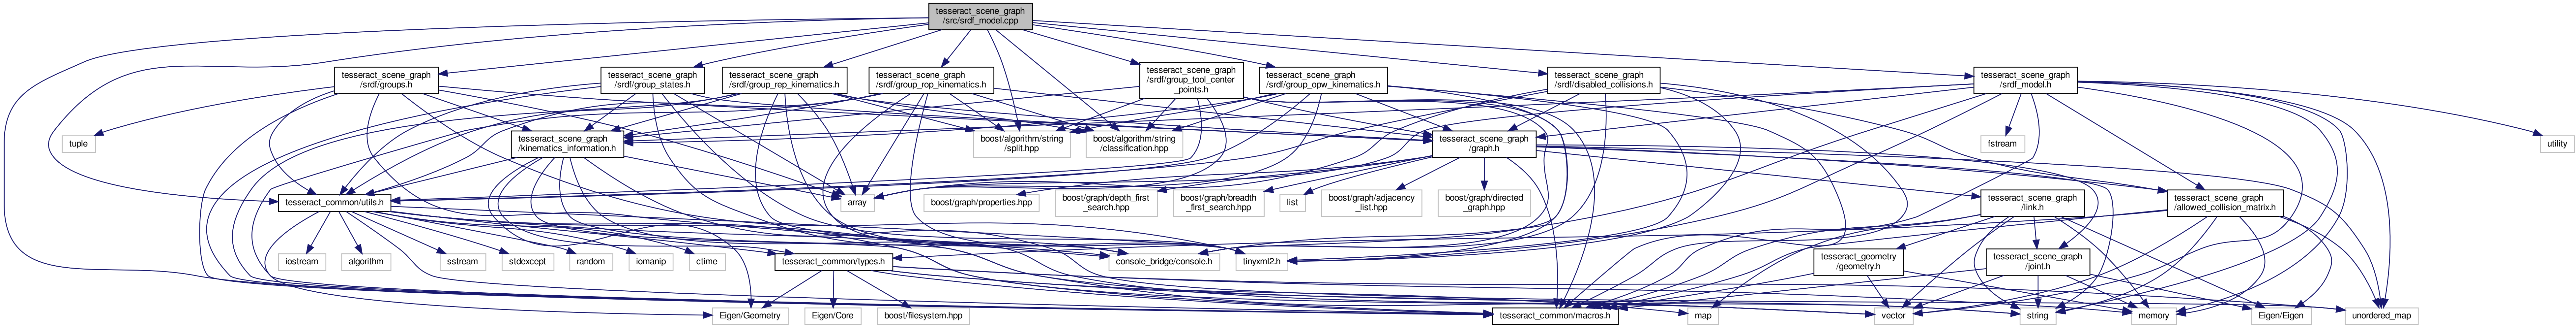 tesseract_scene_graph
/src/srdf_model.cpp
tesseract_scene_graph
/srdf/groups.h
tesseract_scene_graph
/srdf/group_states.h
tesseract_scene_graph
/srdf/group_rep_kinematics.h
tesseract_scene_graph
/srdf/group_rop_kinematics.h
tesseract_scene_graph
/srdf/group_tool_center
_points.h
tesseract_scene_graph
/srdf/group_opw_kinematics.h
tesseract_scene_graph
/srdf/disabled_collisions.h
tesseract_scene_graph
/srdf_model.h
tuple
tesseract_scene_graph
/kinematics_information.h
boost/algorithm/string
/split.hpp
boost/algorithm/string
/classification.hpp
tesseract_scene_graph
/graph.h
fstream
utility
tesseract_common/utils.h
array
boost/graph/properties.hpp
boost/graph/depth_first
_search.hpp
boost/graph/breadth
_first_search.hpp
list
boost/graph/adjacency
_list.hpp
boost/graph/directed
_graph.hpp
tesseract_scene_graph
/link.h
tesseract_scene_graph
/allowed_collision_matrix.h
iostream
algorithm
sstream
stdexcept
random
iomanip
ctime
tesseract_common/types.h
console_bridge/console.h
tinyxml2.h
tesseract_geometry
/geometry.h
tesseract_scene_graph
/joint.h
Eigen/Geometry
Eigen/Core
boost/filesystem.hpp
tesseract_common/macros.h
map
vector
string
memory
Eigen/Eigen
unordered_map